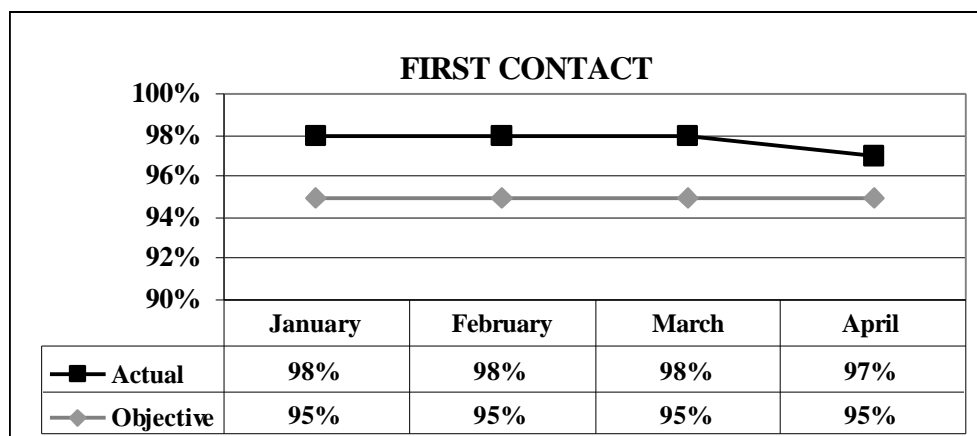 FIRST CONTACT
100%
98%
96%
94%
92%
90%
January February March April
Actual 98% 98% 98% 97%
Objective 95% 95% 95% 95%